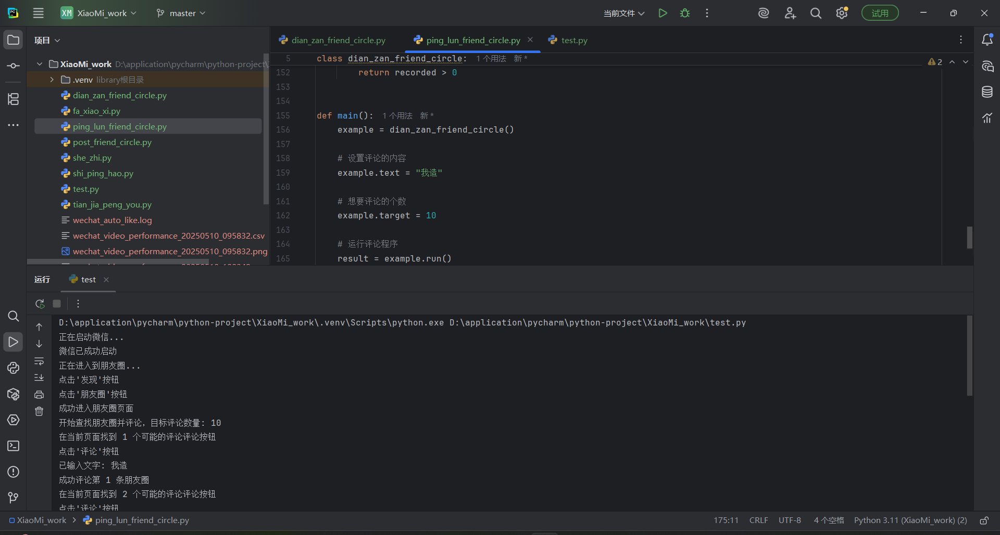 XM XiaoMi_work master 当前文件 试用
项目
XiaoMi_work D:\application\pycharm\python-project\
.venv library根目录
dian_zan_friend_circle.py
fa_xiao_xi.py
ping_lun_friend_circle.py
post_friend_circle.py
she_zhi.py
shi_ping_hao.py
test.py
tian_jia_peng_you.py
wechat_auto_like.log
wechat_video_performance_20250510_095832.csv
wechat_video_performance_20250510_095832.png
dian_zan_friend_circle.py ping_lun_friend_circle.py test.py
5 class dian_zan_friend_circle: 1 个用法 新 *
2
152 return recorded > 0
153
154
155 def main(): 1 个用法 新 *
156 example = dian_zan_friend_circle()
157
158 # 设置评论的内容
159 example.text = "我造"
160
161 # 想要评论的个数
162 example.target = 10
163
164 # 运行评论程序
165 result = example.run()
运行 test
D:\application\pycharm\python-project\XiaoMi_work\.venv\Scripts\python.exe D:\application\pycharm\python-project\XiaoMi_work\test.py
正在启动微信...
微信已成功启动
正在进入到朋友圈...
点击'发现'按钮
点击'朋友圈'按钮
成功进入朋友圈页面
开始查找朋友圈并评论，目标评论数量: 10
在当前页面找到 1 个可能的评论评论按钮
点击'评论'按钮
已输入文字: 我造
成功评论第 1 条朋友圈
在当前页面找到 2 个可能的评论评论按钮
点击'评论'按钮
XiaoMi_work > ping_lun_friend_circle.py 175:11 CRLF UTF-8 4 个空格 Python 3.11 (XiaoMi_work) (2)